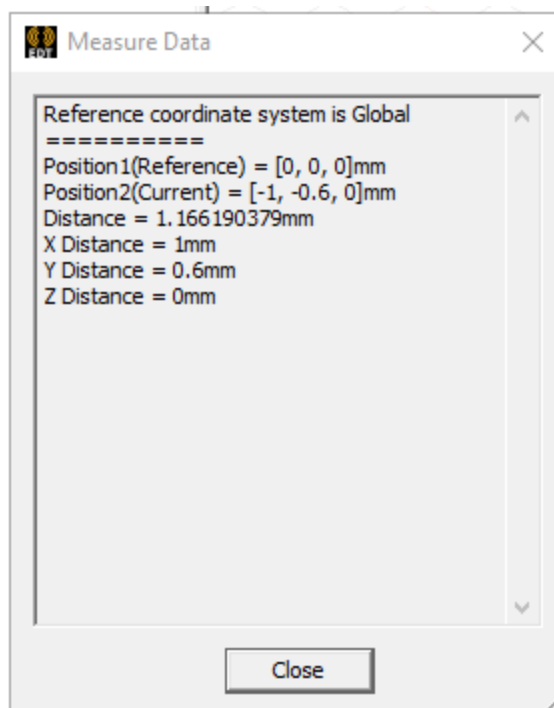 EDT
Measure Data
Reference coordinate system is Global
==========
Position1(Reference) = [0, 0, 0]mm
Position2(Current) = [-1, -0.6, 0]mm
Distance = 1.166190379mm
X Distance = 1mm
Y Distance = 0.6mm
Z Distance = 0mm
Close